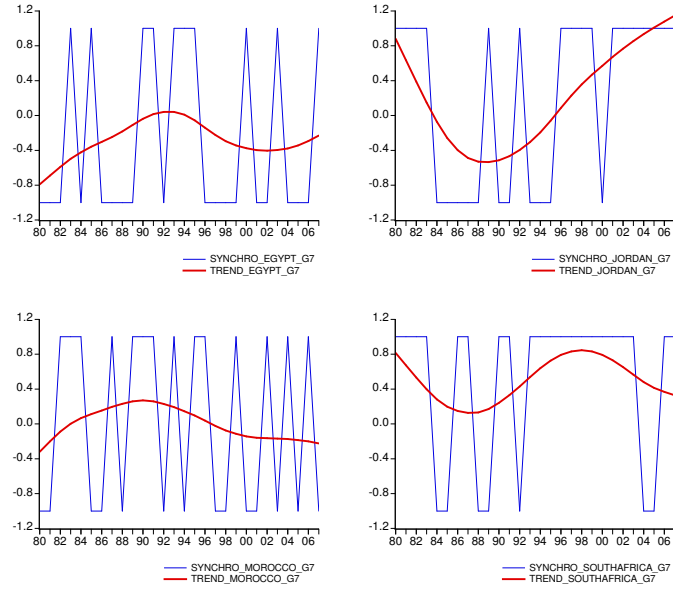 1.2
0.8
0.4
0.0
-0.4
-0.8
-1.2
80 82 84 86 88 90 92 94 96 98 00 02 04 06
SYNCHRO_EGYPT_G7
TREND_EGYPT_G7
1.2
0.8
0.4
0.0
-0.4
-0.8
-1.2
80 82 84 86 88 90 92 94 96 98 00 02 04 06
SYNCHRO_JORDAN_G7
TREND_JORDAN_G7
1.2
0.8
0.4
0.0
-0.4
-0.8
-1.2
80 82 84 86 88 90 92 94 96 98 00 02 04 06
SYNCHRO_MOROCCO_G7
TREND_MOROCCO_G7
1.2
0.8
0.4
0.0
-0.4
-0.8
-1.2
80 82 84 86 88 90 92 94 96 98 00 02 04 06
SYNCHRO_SOUTHAFRICA_G7
TREND_SOUTHAFRICA_G7